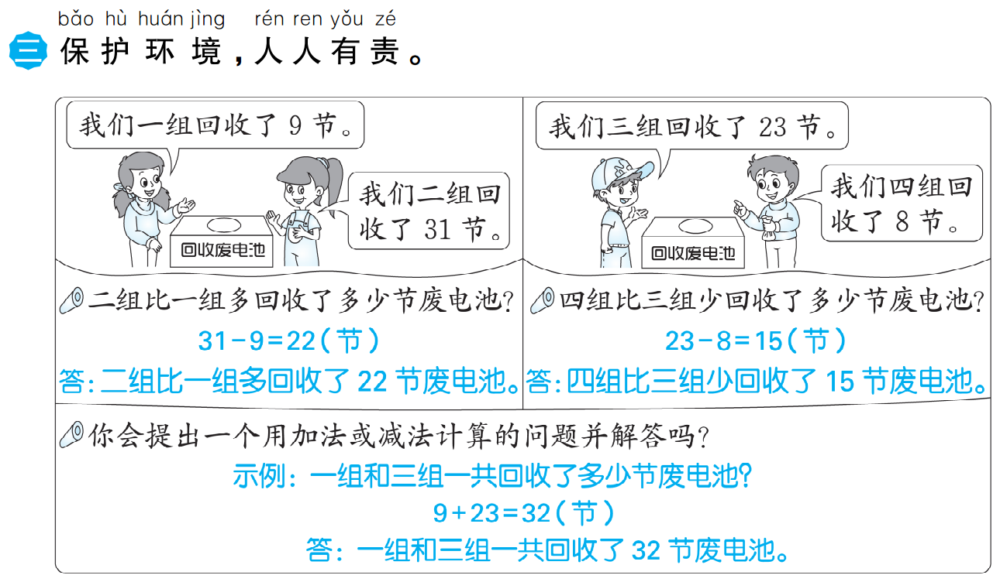 bǎo hù huán jìng rén ren yǒu zé
三 保护环境，人人有责。
我们一组回收了 9 节。
我们二组回
收了 31 节。
回收废电池
我们三组回收了 23 节。
我们四组回
收了 8 节。
回收废电池
二组比一组多回收了多少节废电池？
31-9=22(节)
答：二组比一组多回收了 22 节废电池。
四组比三组少回收了多少节废电池？
23-8=15(节)
答：四组比三组少回收了 15 节废电池。
你会提出一个用加法或减法计算的问题并解答吗？
示例：一组和三组一共回收了多少节废电池？
9+23=32(节)
答：一组和三组一共回收了 32 节废电池。